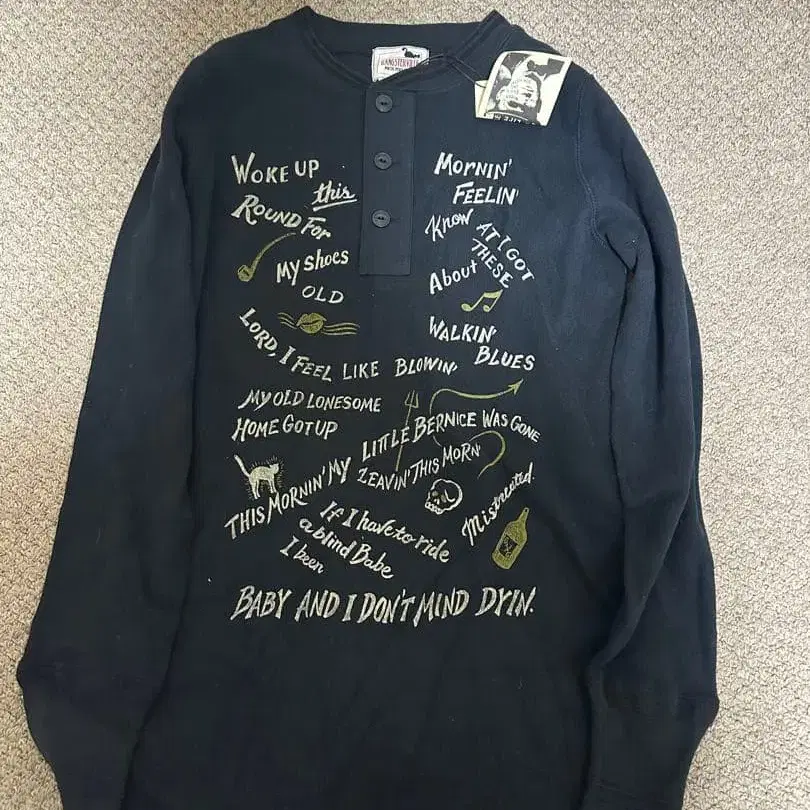 GANGSTERVILLE
WOKE UP
this
ROUND FOR
My Shoes
OLD
MORNIN'
FEELIN'
Know
AT I GOT
THESE
About
WALKIN'
BLUES
LORD, I FEEL LIKE BLOWIN'
MY OLD LONESOME
HOME GOT UP
LITTLE BERNICE WAS GONE
THIS MORNIN' MY
LEAVIN' THIS MORN'
If I have to ride
a blind Babe
I been
Mistreated.
BABY AND I DON'T MIND DYIN'.